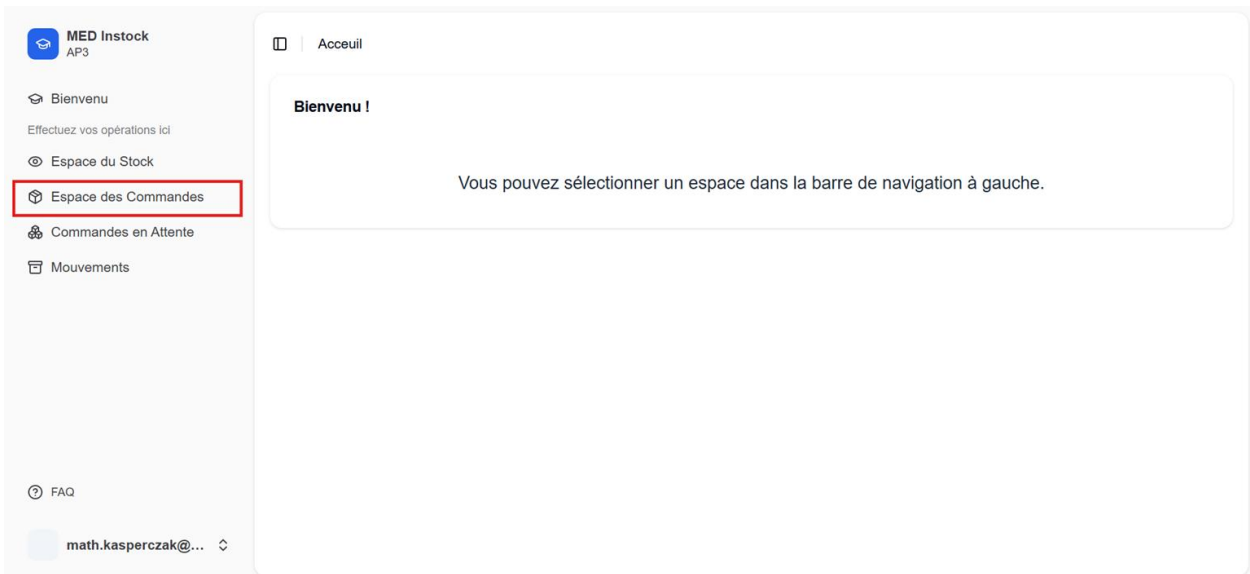 MED Instock
AP3
Bienvenu
Effectuez vos opérations ici
Espace du Stock
Espace des Commandes
Commandes en Attente
Mouvements
FAQ
math.kasperczak@...
Acceuil
Bienvenu !
Vous pouvez sélectionner un espace dans la barre de navigation à gauche.